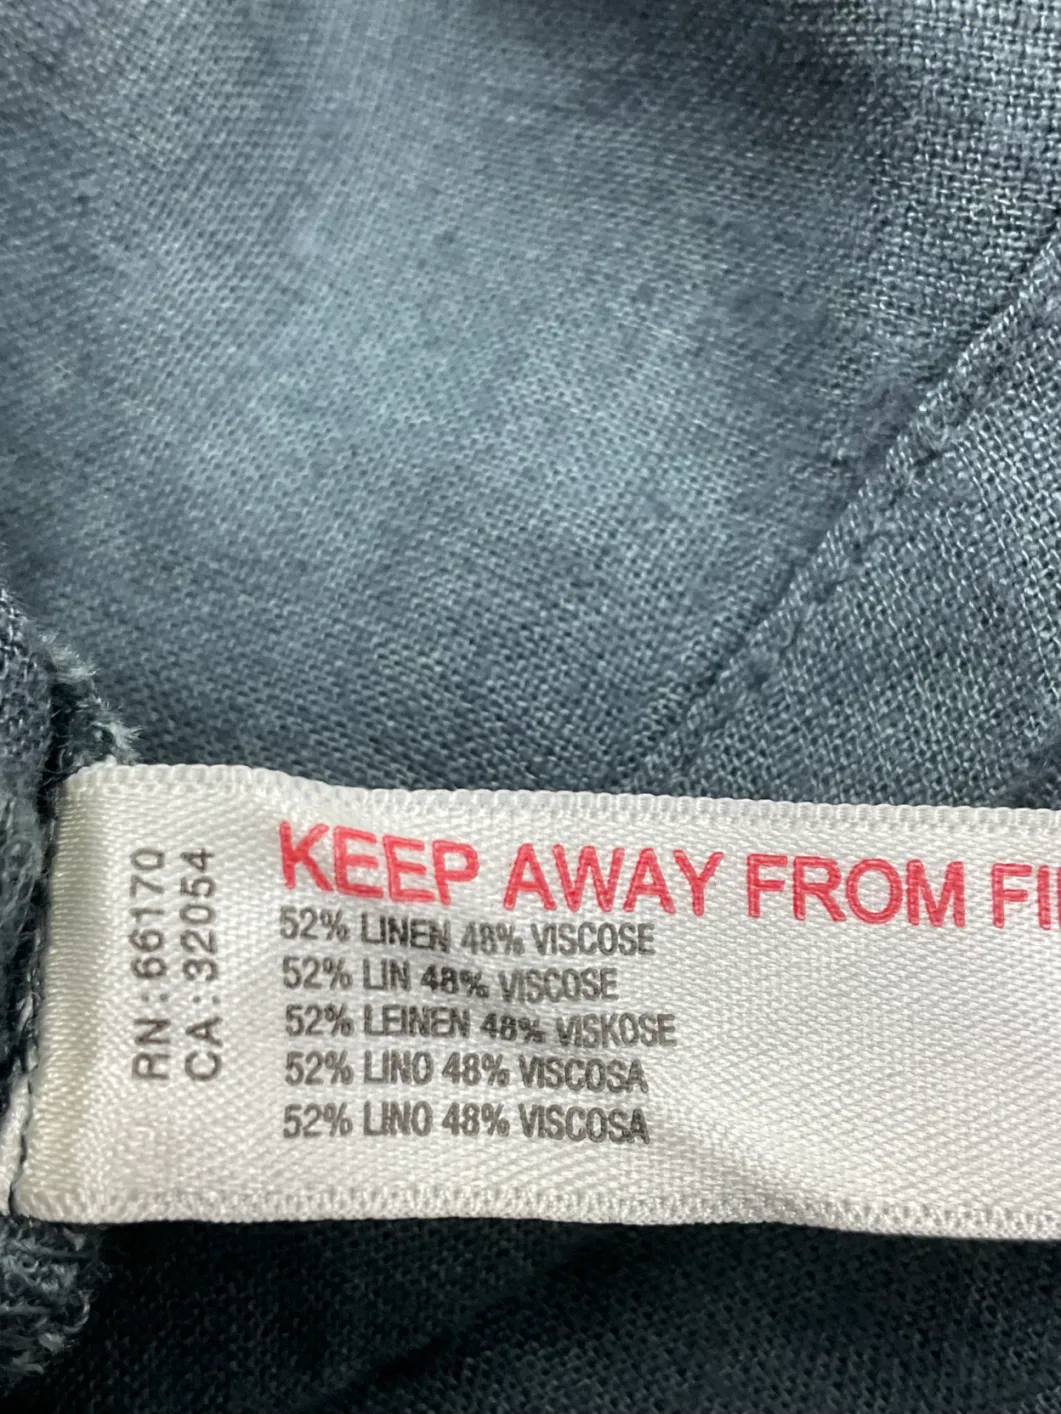 RN:66170
CA:32054
KEEP AWAY FROM
52% LINEN 48% VISCOSE
52% LIN 48% VISCOSE
52% LEINEN 48% VISKOSE
52% LINO 48% VISCOSA
52% LINO 48% VISCOSA